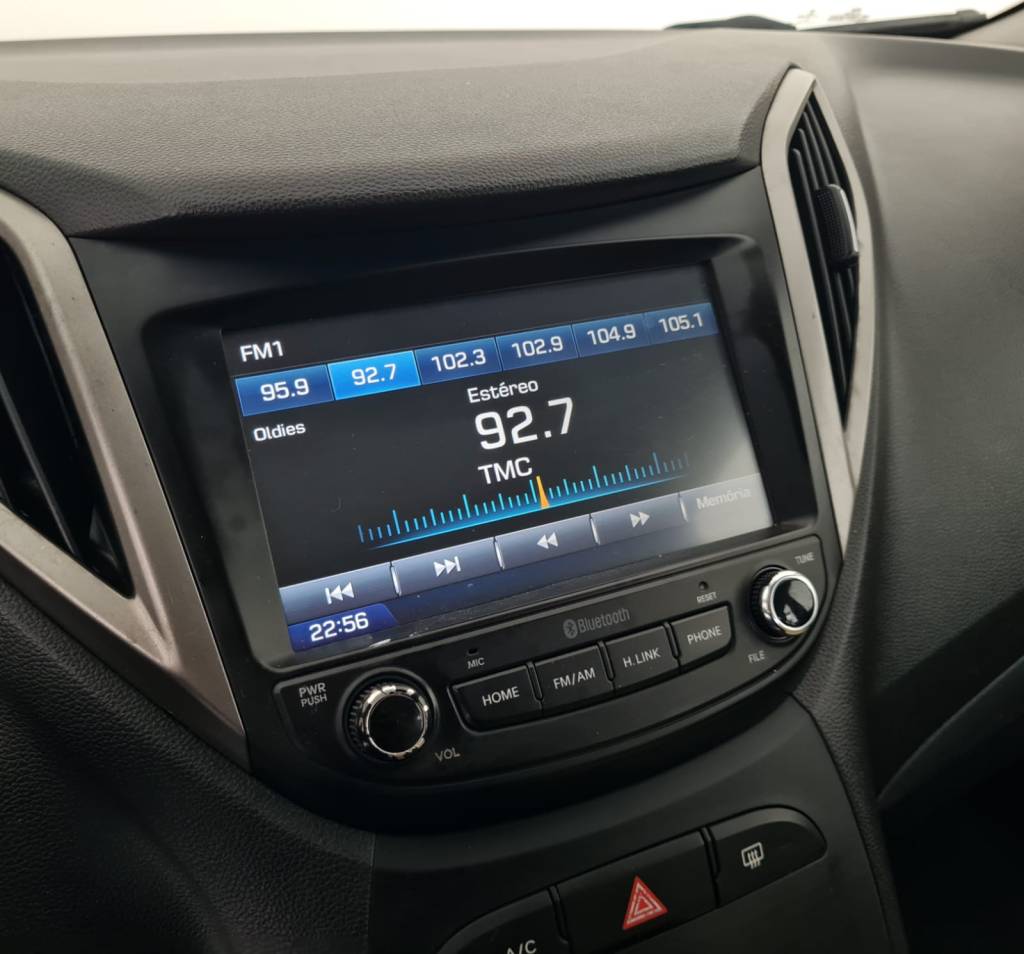 FM1
95.9 92.7 102.3 102.9 104.9 105.1
Estéreo
Oldies
92.7
TMC
Memória
22:56
Bluetooth
RESET
TUNE
MIC
PWR
PUSH
HOME FM/AM H.LINK PHONE
FILE
VOL
A/C